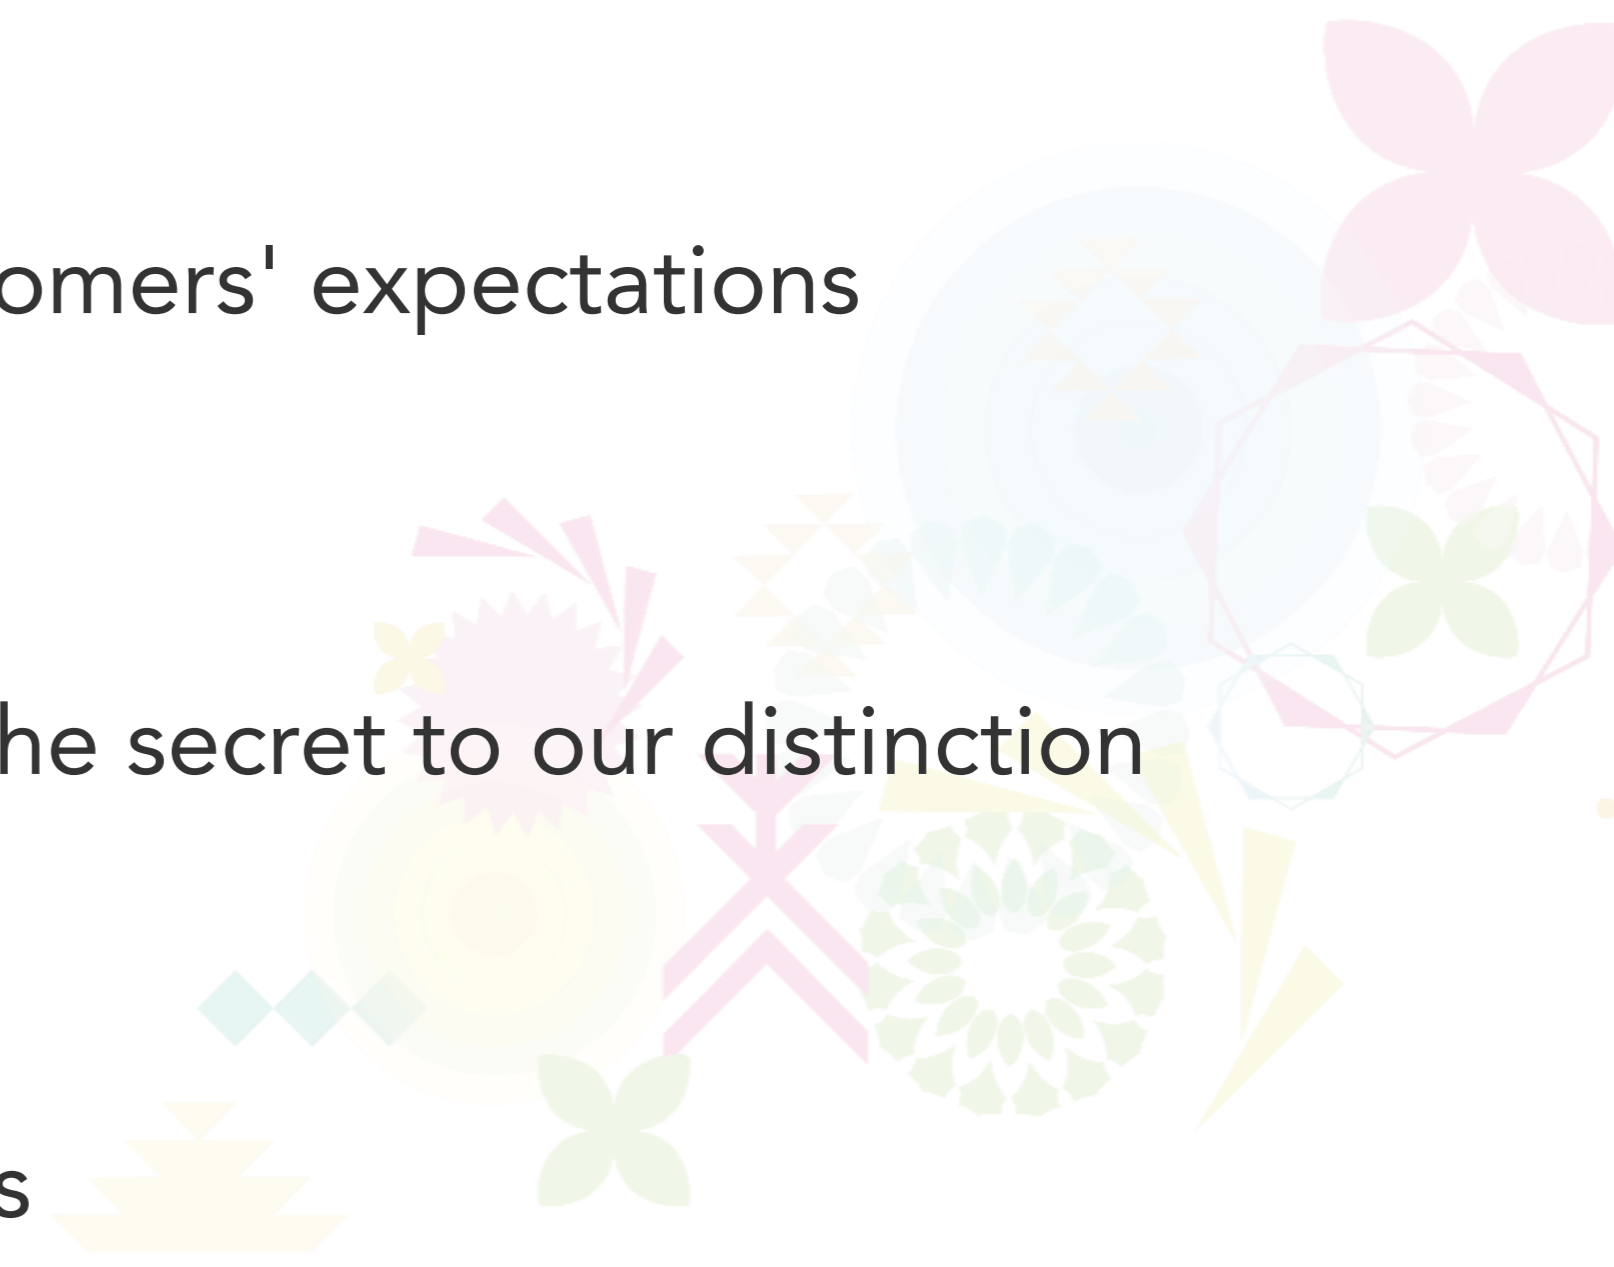 omers' expectations
he secret to our distinction
s